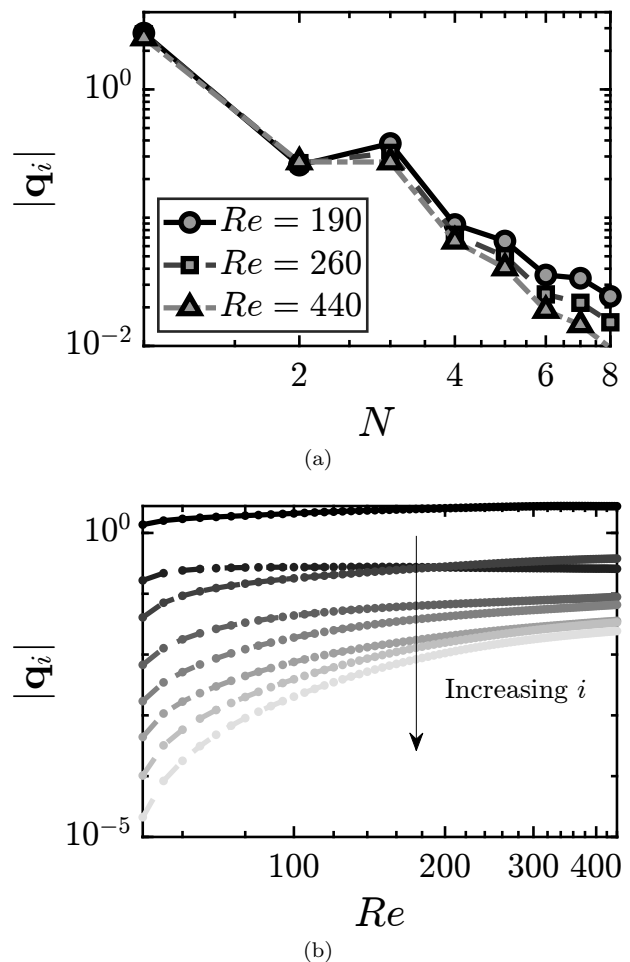 10^0
|q_i|
Re = 190
Re = 260
Re = 440
10^-2
2 4 6 8
N
(a)
10^0
|q_i|
Increasing i
10^-5
100 200 300 400
Re
(b)